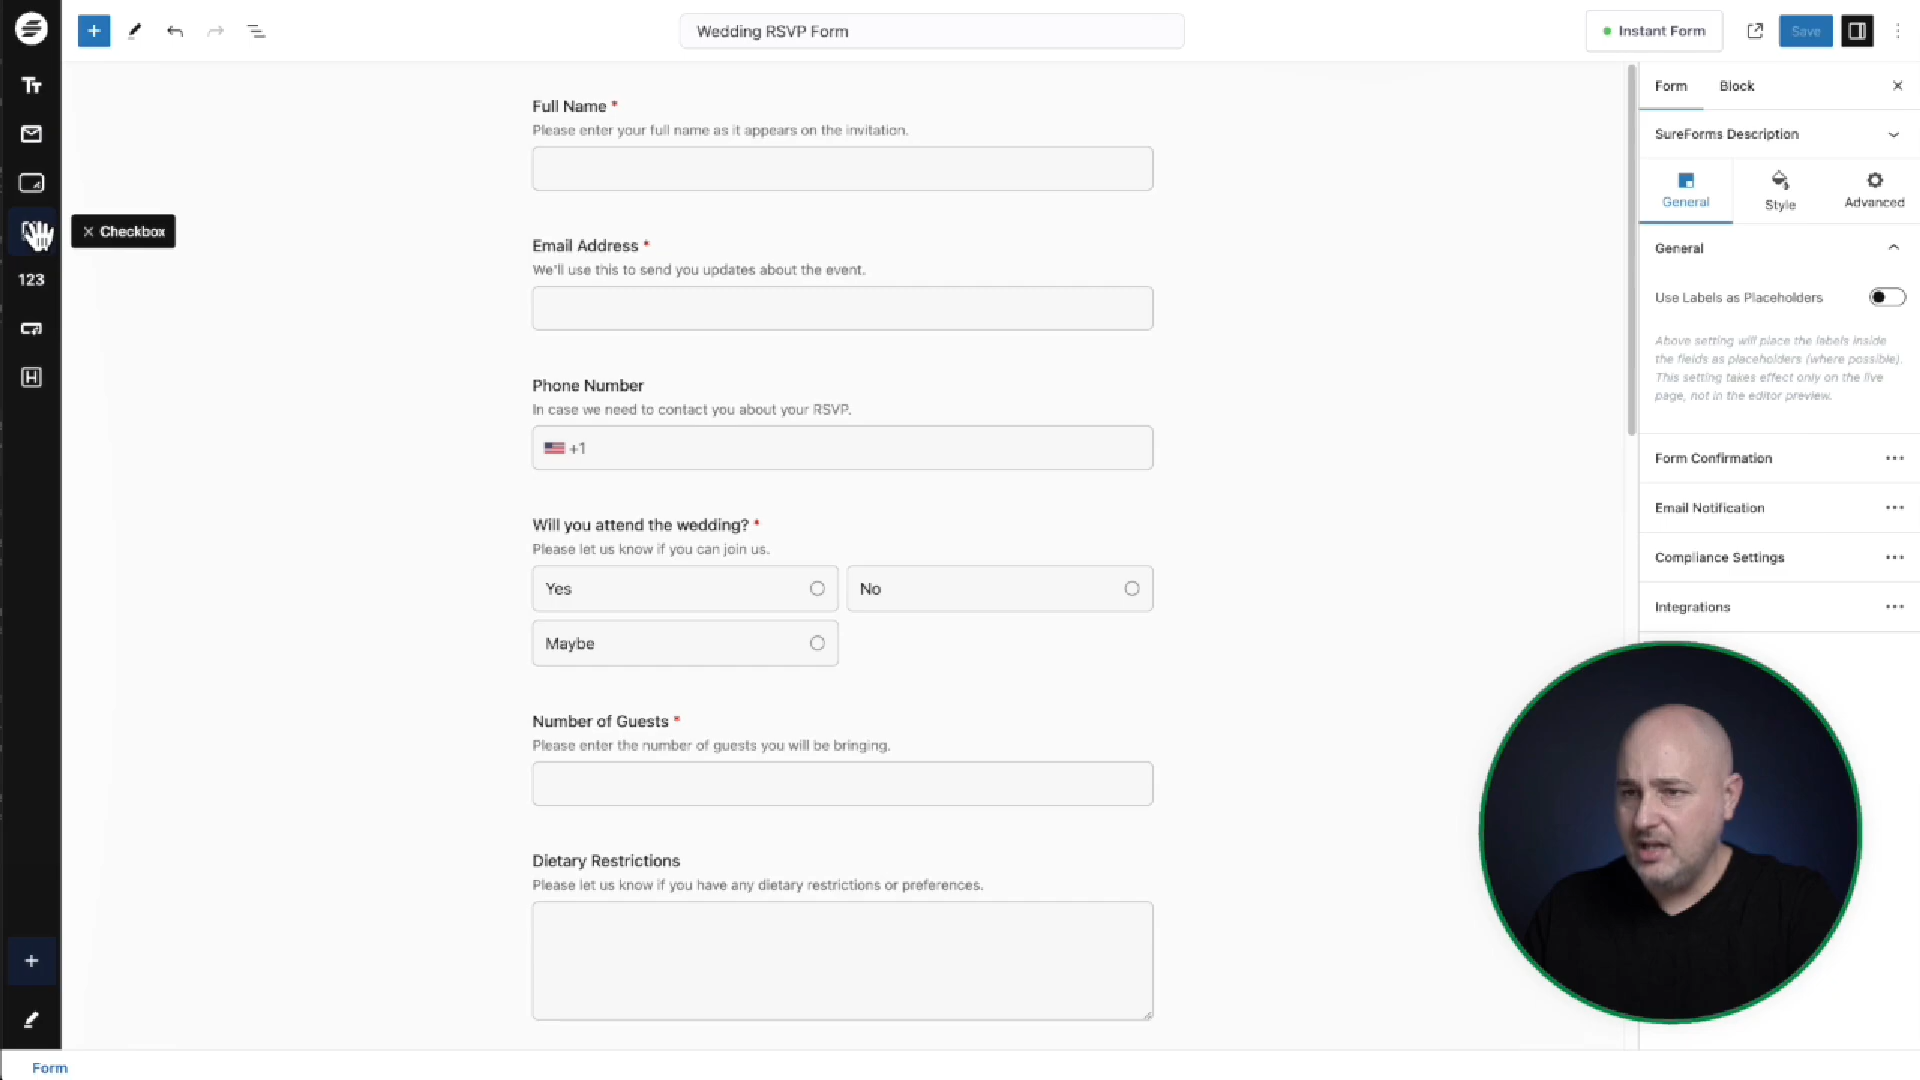 Wedding RSVP Form
Instant Form
Save
Tт
Checkbox
123
H
Full Name *
Please enter your full name as it appears on the invitation.
Email Address *
We'll use this to send you updates about the event.
Phone Number
In case we need to contact you about your RSVP.
+1
Will you attend the wedding? *
Please let us know if you can join us.
Yes
No
Maybe
Number of Guests *
Please enter the number of guests you will be bringing.
Dietary Restrictions
Please let us know if you have any dietary restrictions or preferences.
Form
Block
SureForms Description
General
Style
Advanced
General
Use Labels as Placeholders
Above setting will place the labels inside
the fields as placeholders (where possible).
This setting takes effect only on the live
page, not in the editor preview.
Form Confirmation
Email Notification
Compliance Settings
Integrations
Form